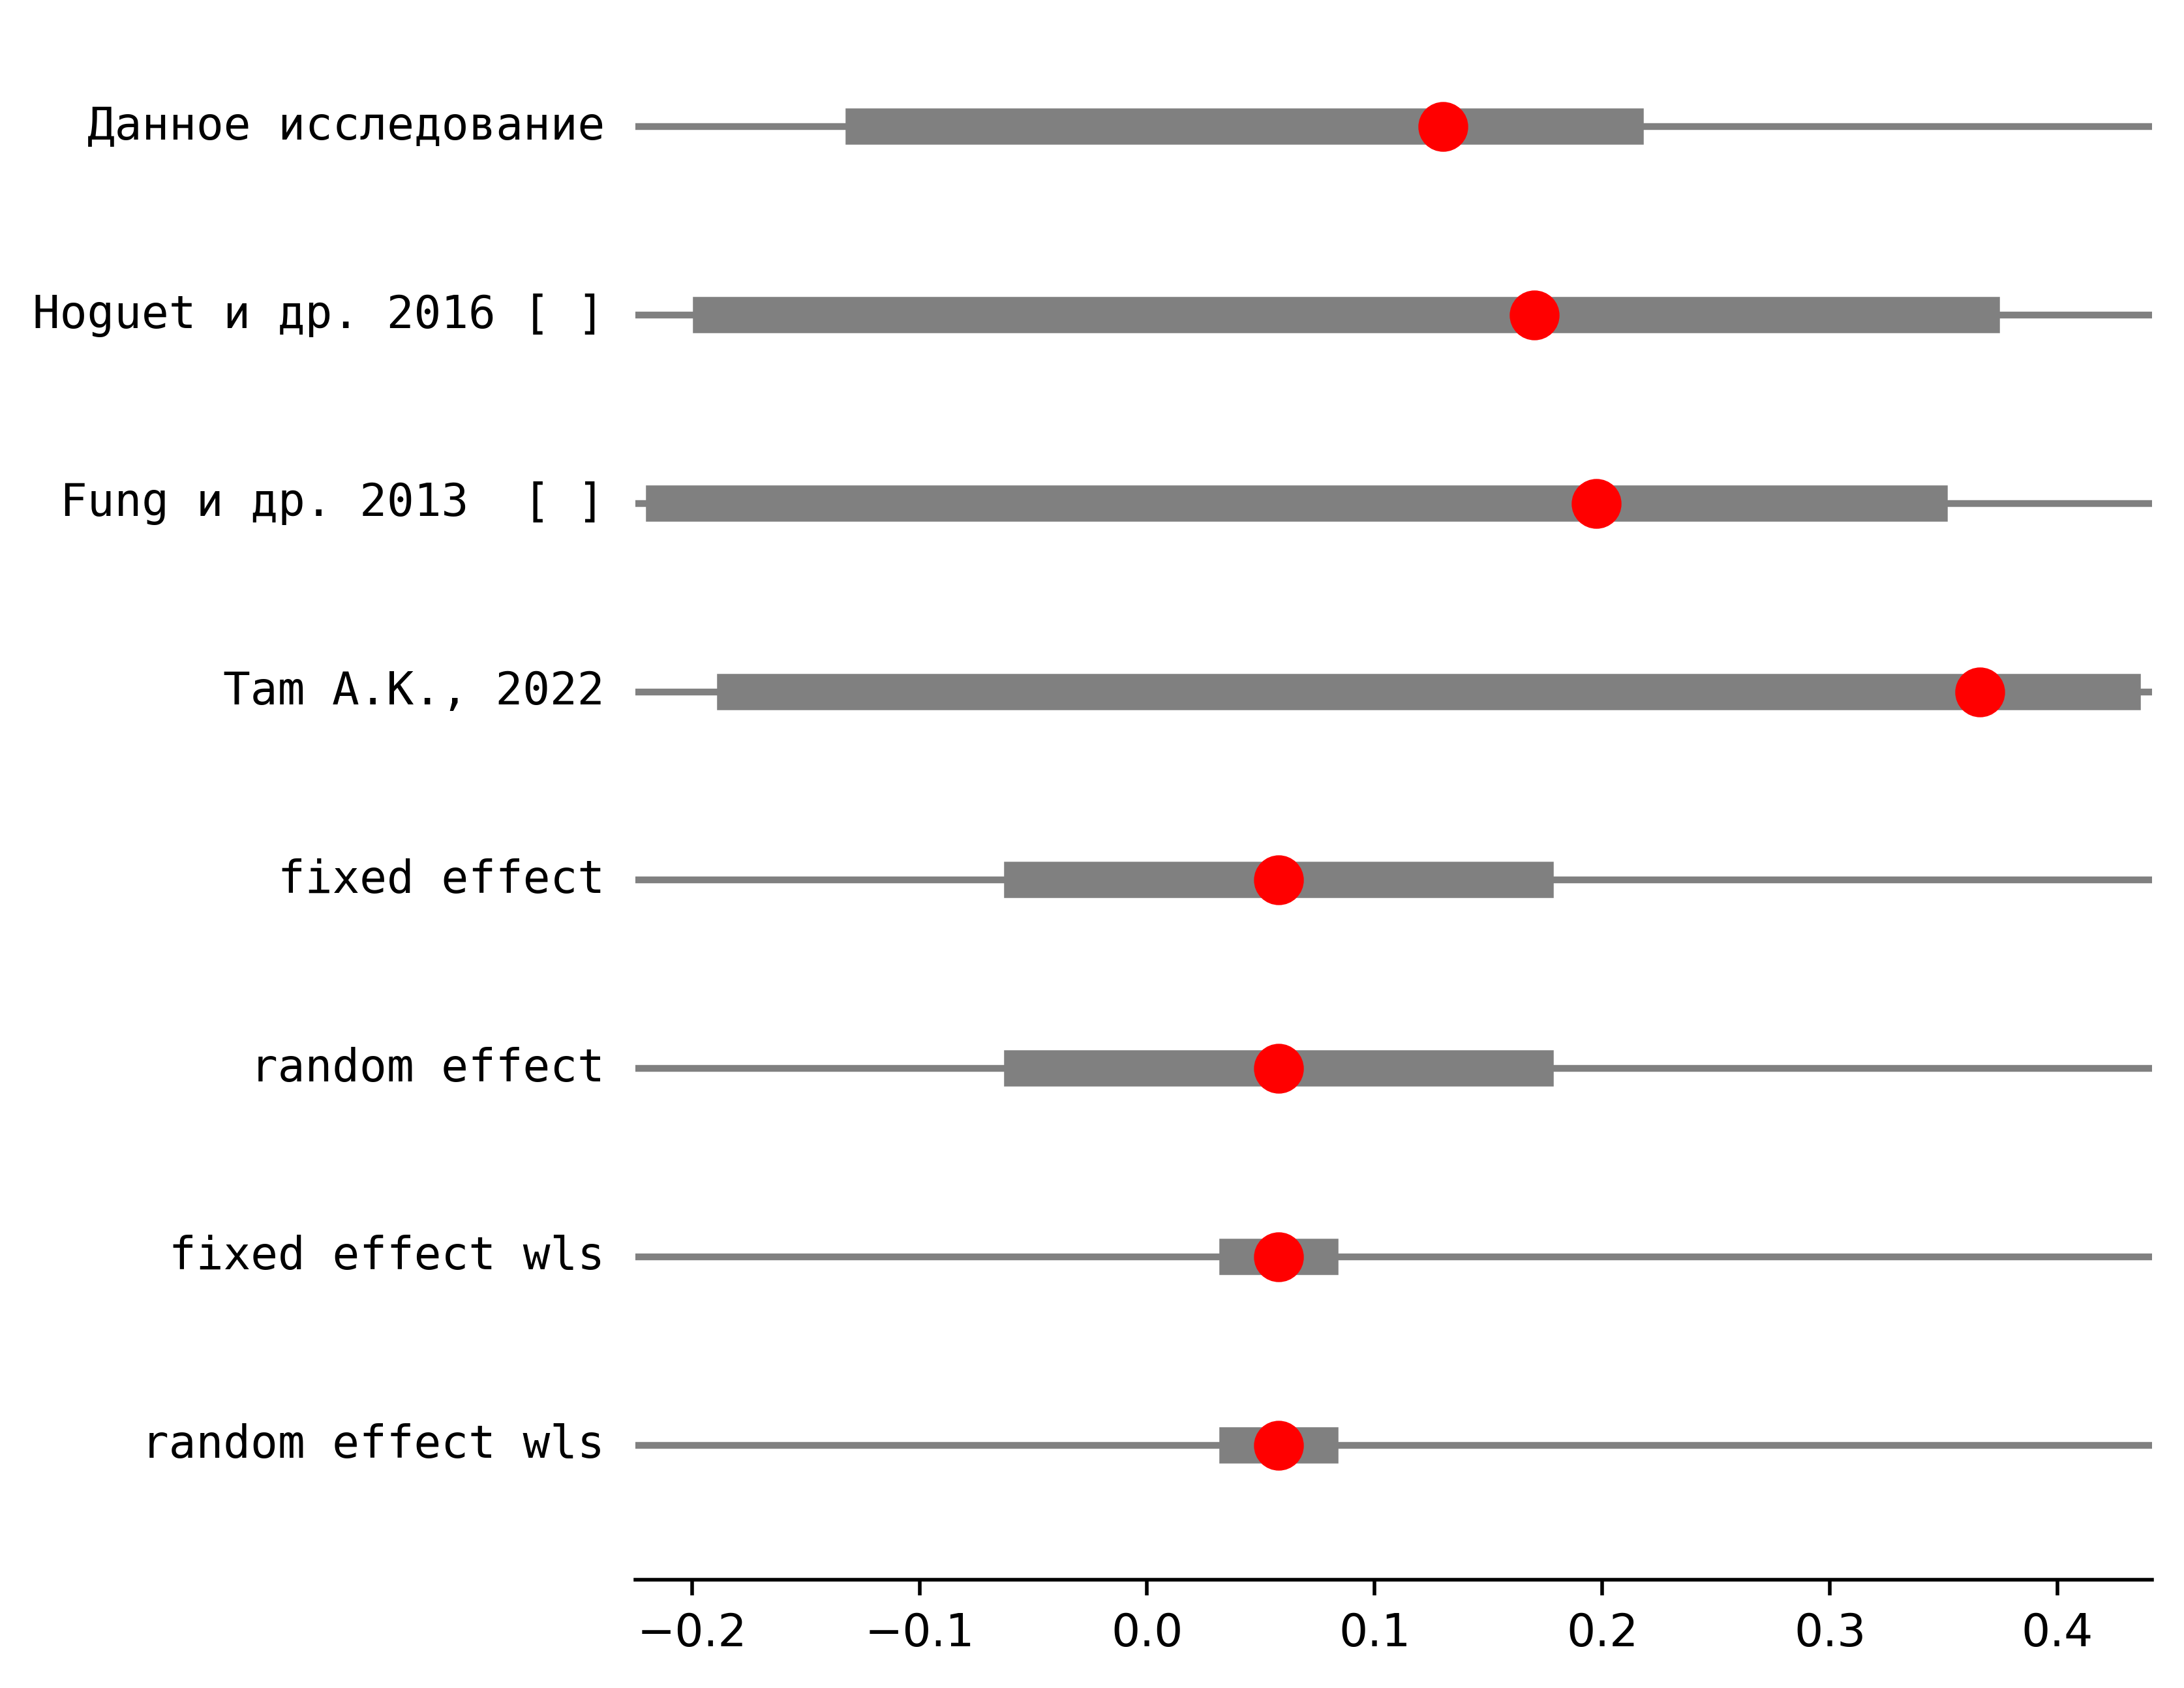 Данное исследование
Hoguet и др. 2016 [ ]
Fung и др. 2013  [ ]
Tam A.K., 2022
fixed effect
random effect
fixed effect wls
random effect wls
−0.2 −0.1 0.0 0.1 0.2 0.3 0.4